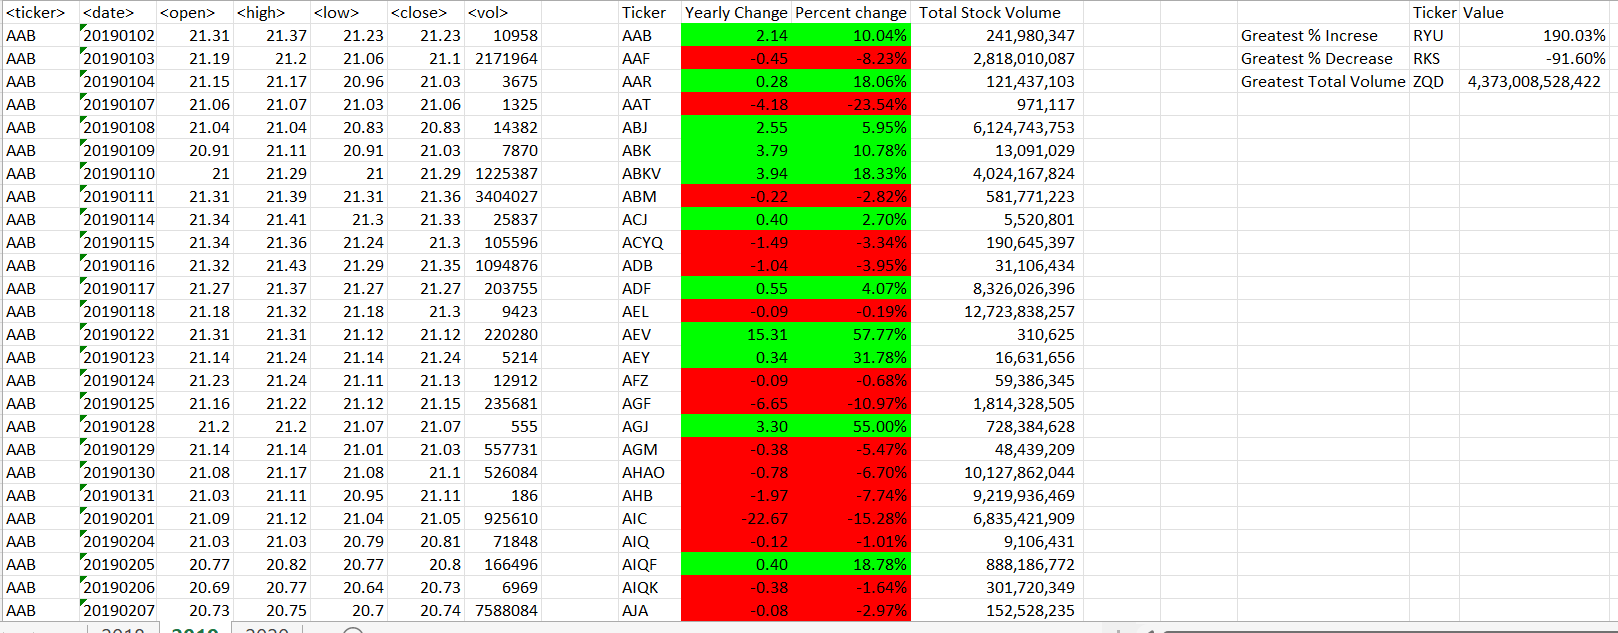 <ticker> <date> <open> <high> <low> <close> <vol> Ticker Yearly Change Percent change Total Stock Volume Ticker Value
AAB 20190102 21.31 21.37 21.23 21.23 10958 AAB 2.14 10.04% 241,980,347 Greatest % Increse RYU 190.03%
AAB 20190103 21.19 21.2 21.06 21.1 2171964 AAF -0.45 -8.23% 2,818,010,087 Greatest % Decrease RKS -91.60%
AAB 20190104 21.15 21.17 20.96 21.03 3675 AAR 0.28 18.06% 121,437,103 Greatest Total Volume ZQD 4,373,008,528,422
AAB 20190107 21.06 21.07 21.03 21.06 1325 AAT -4.18 -23.54% 971,117
AAB 20190108 21.04 21.04 20.83 20.83 14382 ABJ 2.55 5.95% 6,124,743,753
AAB 20190109 20.91 21.11 20.91 21.03 7870 ABK 3.79 10.78% 13,091,029
AAB 20190110 21 21.29 21 21.29 1225387 ABKV 3.94 18.33% 4,024,167,824
AAB 20190111 21.31 21.39 21.31 21.36 3404027 ABM -0.22 -2.82% 581,771,223
AAB 20190114 21.34 21.41 21.3 21.33 25837 ACJ 0.40 2.70% 5,520,801
AAB 20190115 21.34 21.36 21.24 21.3 105596 ACYQ -1.49 -3.34% 190,645,397
AAB 20190116 21.32 21.43 21.29 21.35 1094876 ADB -1.04 -3.95% 31,106,434
AAB 20190117 21.27 21.37 21.27 21.27 203755 ADF 0.55 4.07% 8,326,026,396
AAB 20190118 21.18 21.32 21.18 21.3 9423 AEL -0.09 -0.19% 12,723,838,257
AAB 20190122 21.31 21.31 21.12 21.12 220280 AEV 15.31 57.77% 310,625
AAB 20190123 21.14 21.24 21.14 21.24 5214 AEY 0.34 31.78% 16,631,656
AAB 20190124 21.23 21.24 21.11 21.13 12912 AFZ -0.09 -0.68% 59,386,345
AAB 20190125 21.16 21.22 21.12 21.15 235681 AGF -6.65 -10.97% 1,814,328,505
AAB 20190128 21.2 21.2 21.07 21.07 555 AGJ 3.30 55.00% 728,384,628
AAB 20190129 21.14 21.14 21.01 21.03 557731 AGM -0.38 -5.47% 48,439,209
AAB 20190130 21.08 21.17 21.08 21.1 526084 AHAO -0.78 -6.70% 10,127,862,044
AAB 20190131 21.03 21.11 20.95 21.11 186 AHB -1.97 -7.74% 9,219,936,469
AAB 20190201 21.09 21.12 21.04 21.05 925610 AIC -22.67 -15.28% 6,835,421,909
AAB 20190204 21.03 21.03 20.79 20.81 71848 AIQ -0.12 -1.01% 9,106,431
AAB 20190205 20.77 20.82 20.77 20.8 166496 AIQF 0.40 18.78% 888,186,772
AAB 20190206 20.69 20.77 20.64 20.73 6969 AIQK -0.38 -1.64% 301,720,349
AAB 20190207 20.73 20.75 20.7 20.74 7588084 AJA -0.08 -2.97% 152,528,235
2018 2019 2020